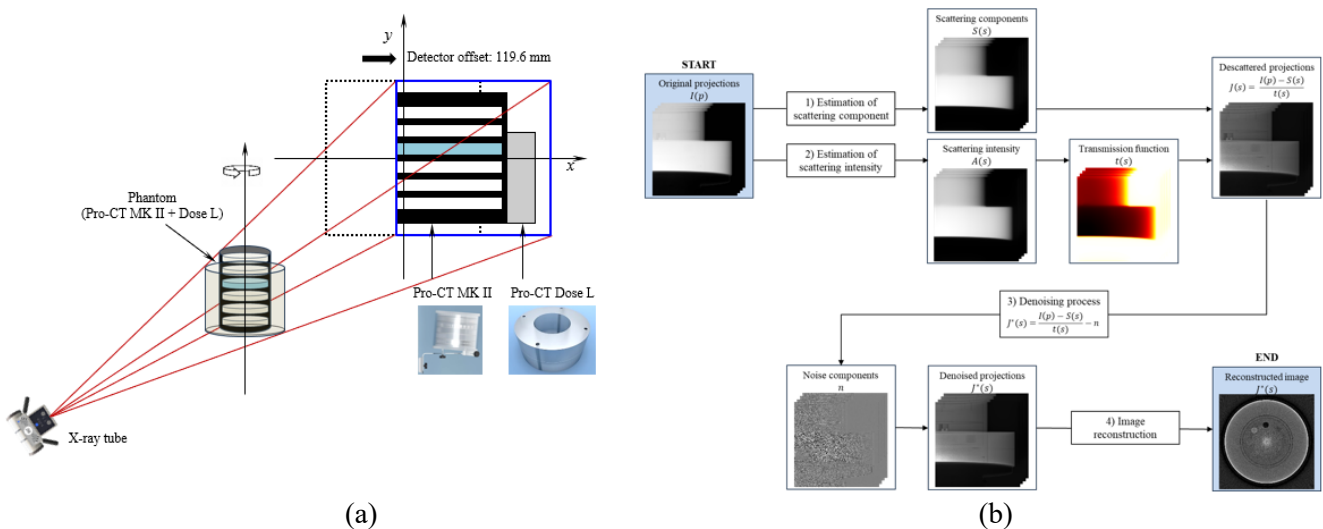 y
Detector offset: 119.6 mm
x
Phantom
(Pro-CT MK II + Dose L)
Pro-CT MK II
Pro-CT Dose L
X-ray tube
(a)
START
Original projections
I(p)
1) Estimation of
scattering component
2) Estimation of
scattering intensity
Scattering components
S(s)
Scattering intensity
A(s)
Transmission function
t(s)
Descattered projections
J(s) = I(p) − S(s) / t(s)
3) Denoising process
J*(s) = I(p) − S(s) / t(s) − n
Noise components
n
Denoised projections
J*(s)
4) Image
reconstruction
END
Reconstructed image
J*(s)
(b)